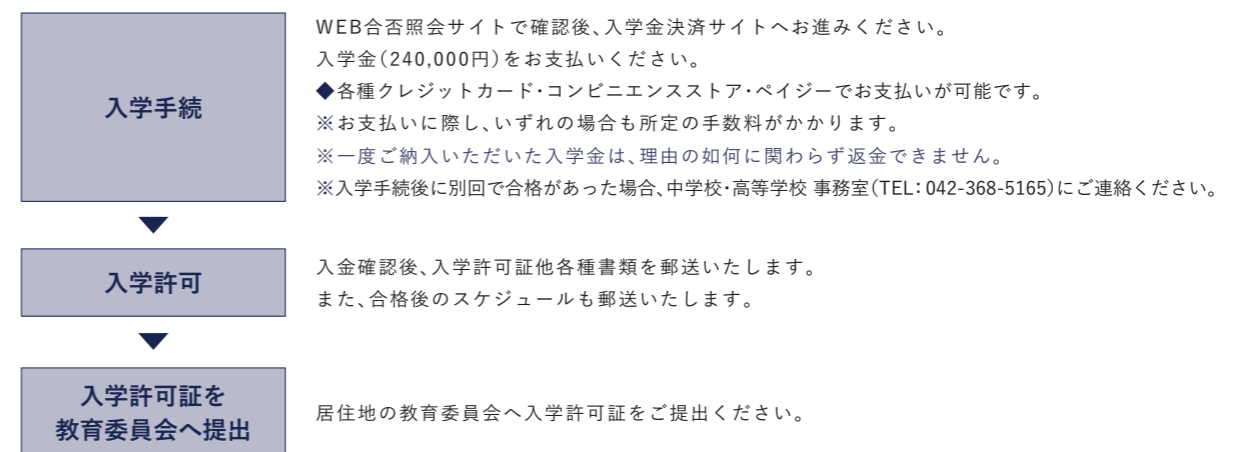 入学手続
WEB合否照会サイトで確認後、入学金決済サイトへお進みください。
入学金（240,000円）をお支払いください。
◆各種クレジットカード・コンビニエンスストア・ペイジーでお支払いが可能です。
※お支払いに際し、いずれの場合も所定の手数料がかかります。
※一度ご納入いただいた入学金は、理由の如何に関わらず返金できません。
※入学手続後に別回で合格があった場合、中学校・高等学校 事務室（TEL：042-368-5165）にご連絡ください。
入学許可
入金確認後、入学許可証他各種書類を郵送いたします。
また、合格後のスケジュールも郵送いたします。
入学許可証を
教育委員会へ提出
居住地の教育委員会へ入学許可証をご提出ください。